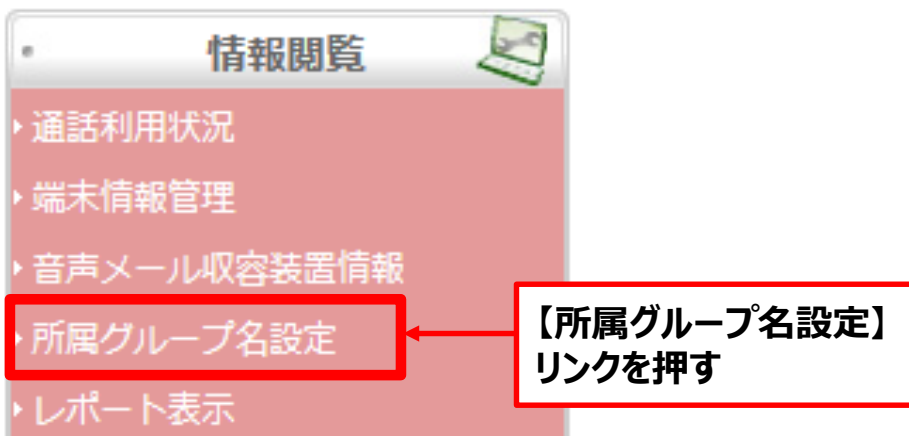 情報閲覧
通話利用状況
端末情報管理
音声メール収容装置情報
所属グループ名設定
【所属グループ名設定】
リンクを押す
レポート表示